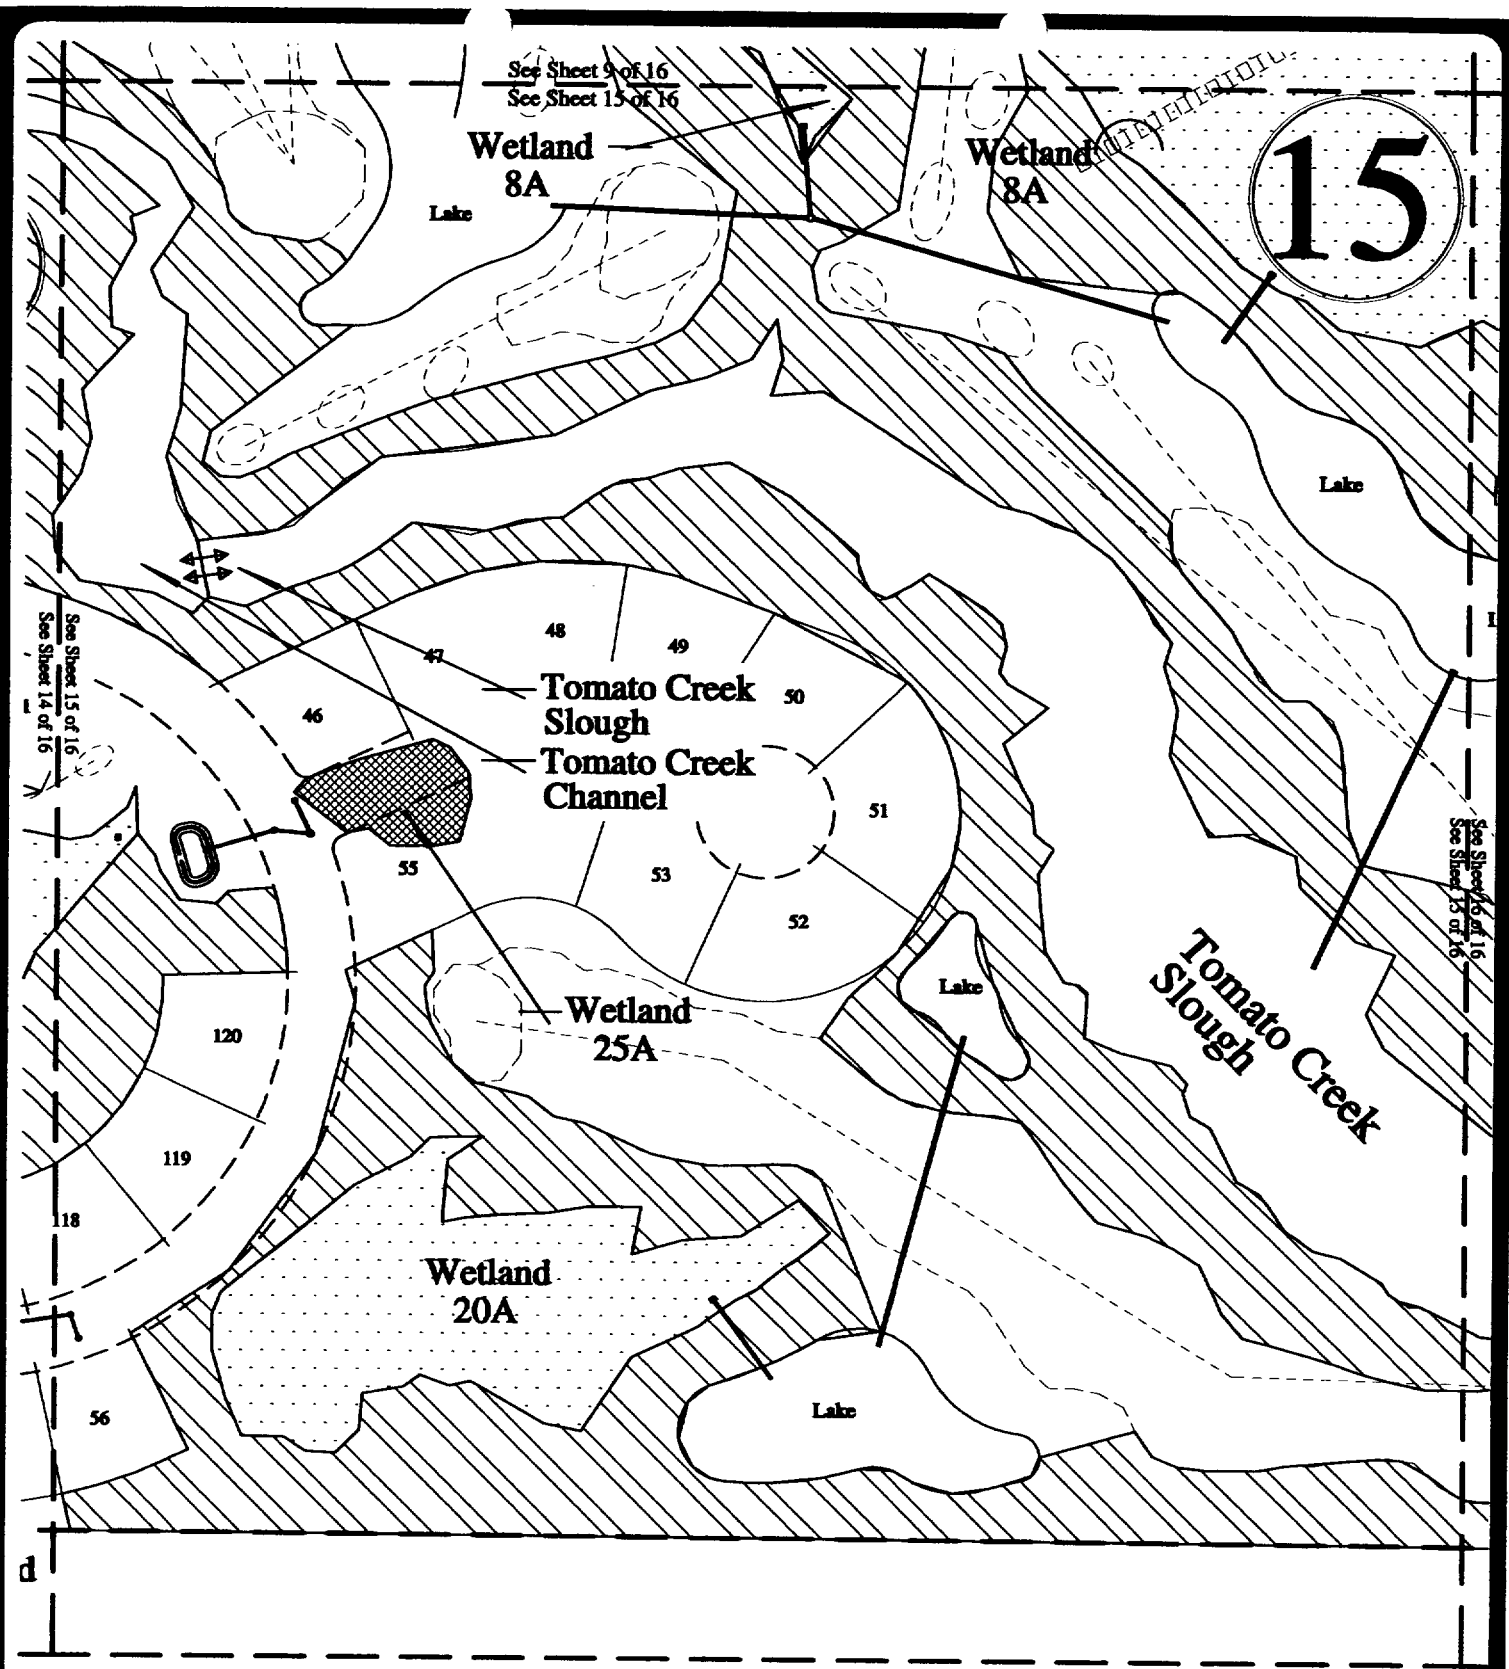 See Sheet 9 of 16
See Sheet 15 of 16
Wetland
8A
Wetland
8A
15
Lake
Lake
See Sheet 15 of 16
See Sheet 14 of 16
48
47
49
46
50
Tomato Creek
Slough
Tomato Creek
Channel
51
55
53
52
See Sheet 16 of 16
See Sheet 15 of 16
Tomato Creek
Slough
Lake
Wetland
25A
120
119
118
Wetland
20A
56
Lake
d